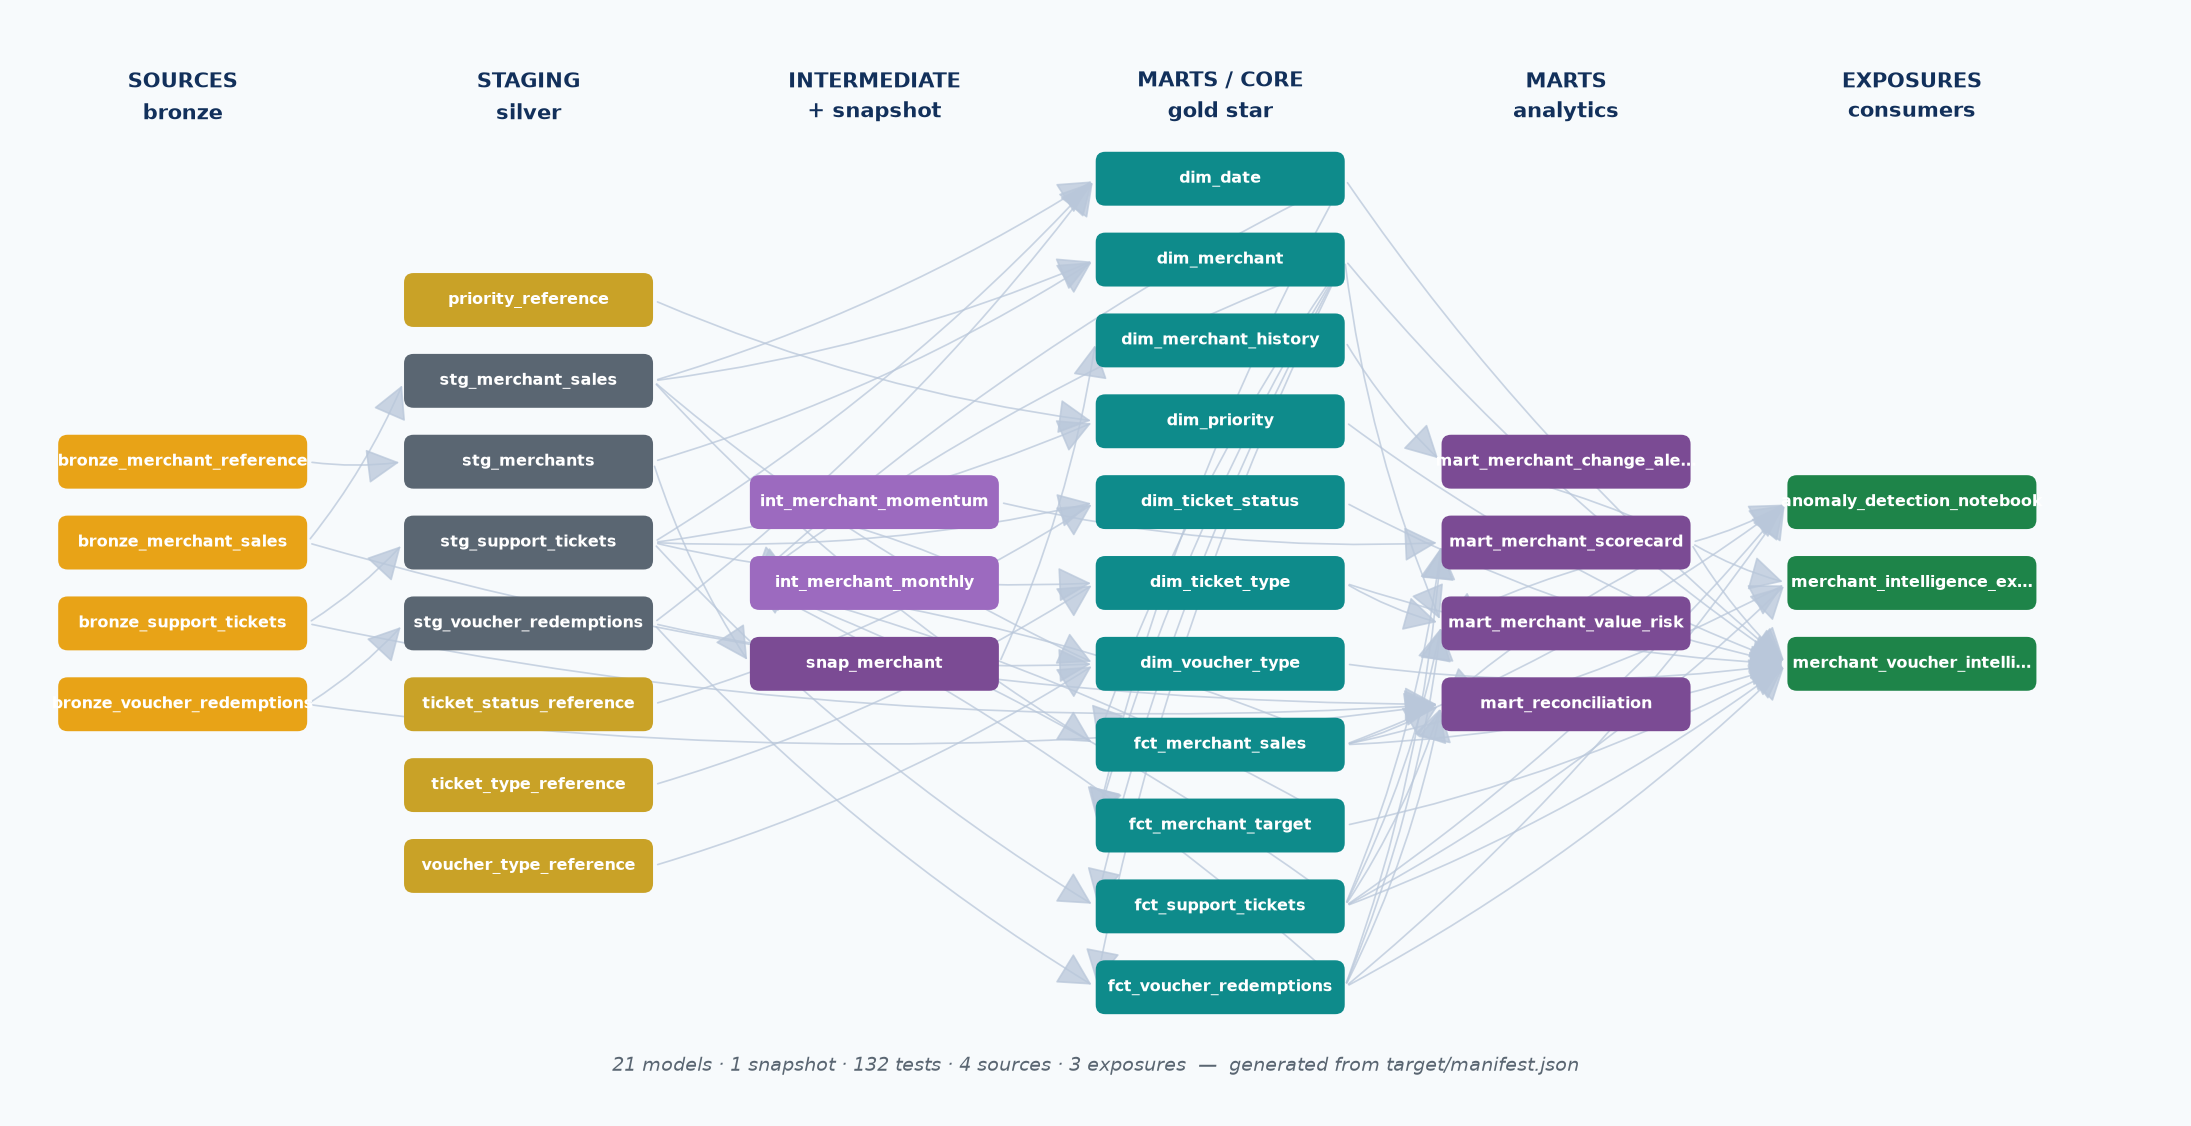 SOURCES
bronze
STAGING
silver
INTERMEDIATE
+ snapshot
MARTS / CORE
gold star
MARTS
analytics
EXPOSURES
consumers
bronze_merchant_reference
bronze_merchant_sales
bronze_support_tickets
bronze_voucher_redemptions
priority_reference
stg_merchant_sales
stg_merchants
stg_support_tickets
stg_voucher_redemptions
ticket_status_reference
ticket_type_reference
voucher_type_reference
int_merchant_momentum
int_merchant_monthly
snap_merchant
dim_date
dim_merchant
dim_merchant_history
dim_priority
dim_ticket_status
dim_ticket_type
dim_voucher_type
fct_merchant_sales
fct_merchant_target
fct_support_tickets
fct_voucher_redemptions
mart_merchant_change_ale…
mart_merchant_scorecard
mart_merchant_value_risk
mart_reconciliation
anomaly_detection_notebook
merchant_intelligence_ex…
merchant_voucher_intelli…
21 models · 1 snapshot · 132 tests · 4 sources · 3 exposures — generated from target/manifest.json